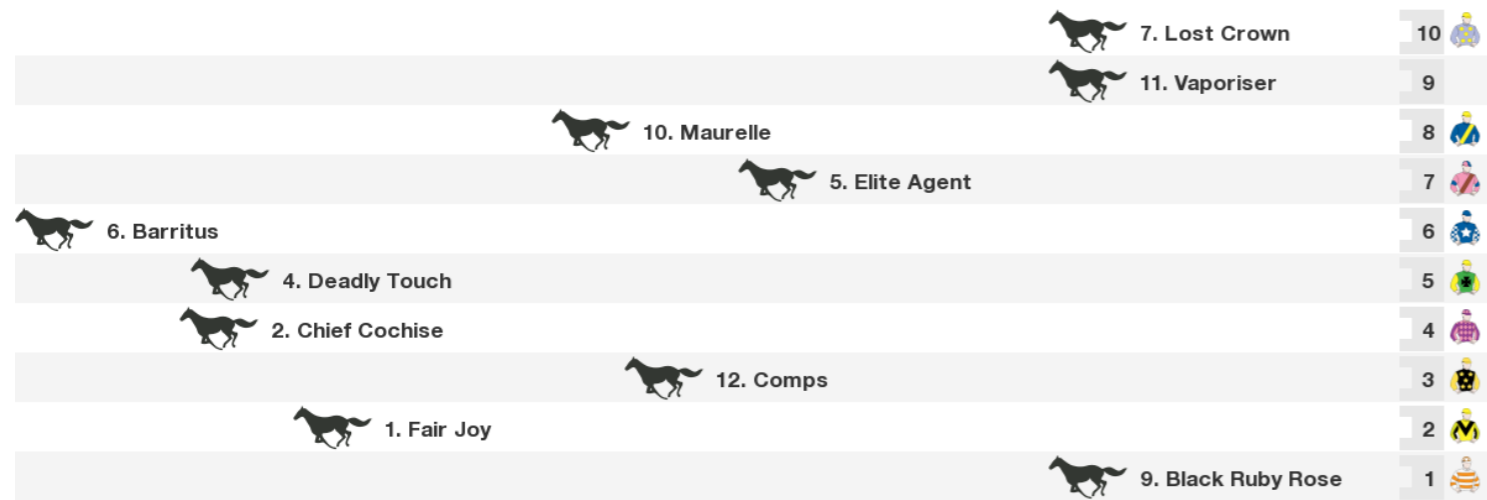 7. Lost Crown 10
11. Vaporiser 9
10. Maurelle 8
5. Elite Agent 7
6. Barritus 6
4. Deadly Touch 5
2. Chief Cochise 4
12. Comps 3
1. Fair Joy 2
9. Black Ruby Rose 1